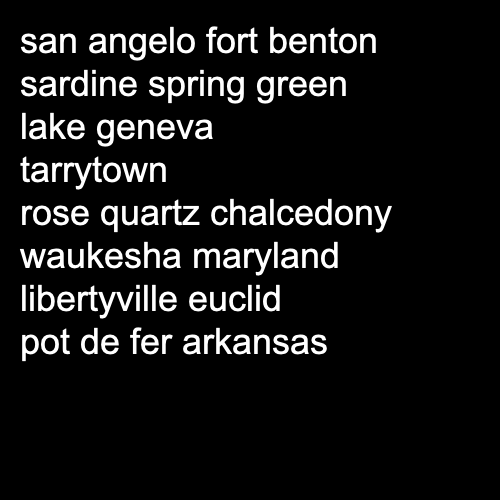 san angelo fort benton
sardine spring green
lake geneva
tarrytown
rose quartz chalcedony
waukesha maryland
libertyville euclid
pot de fer arkansas